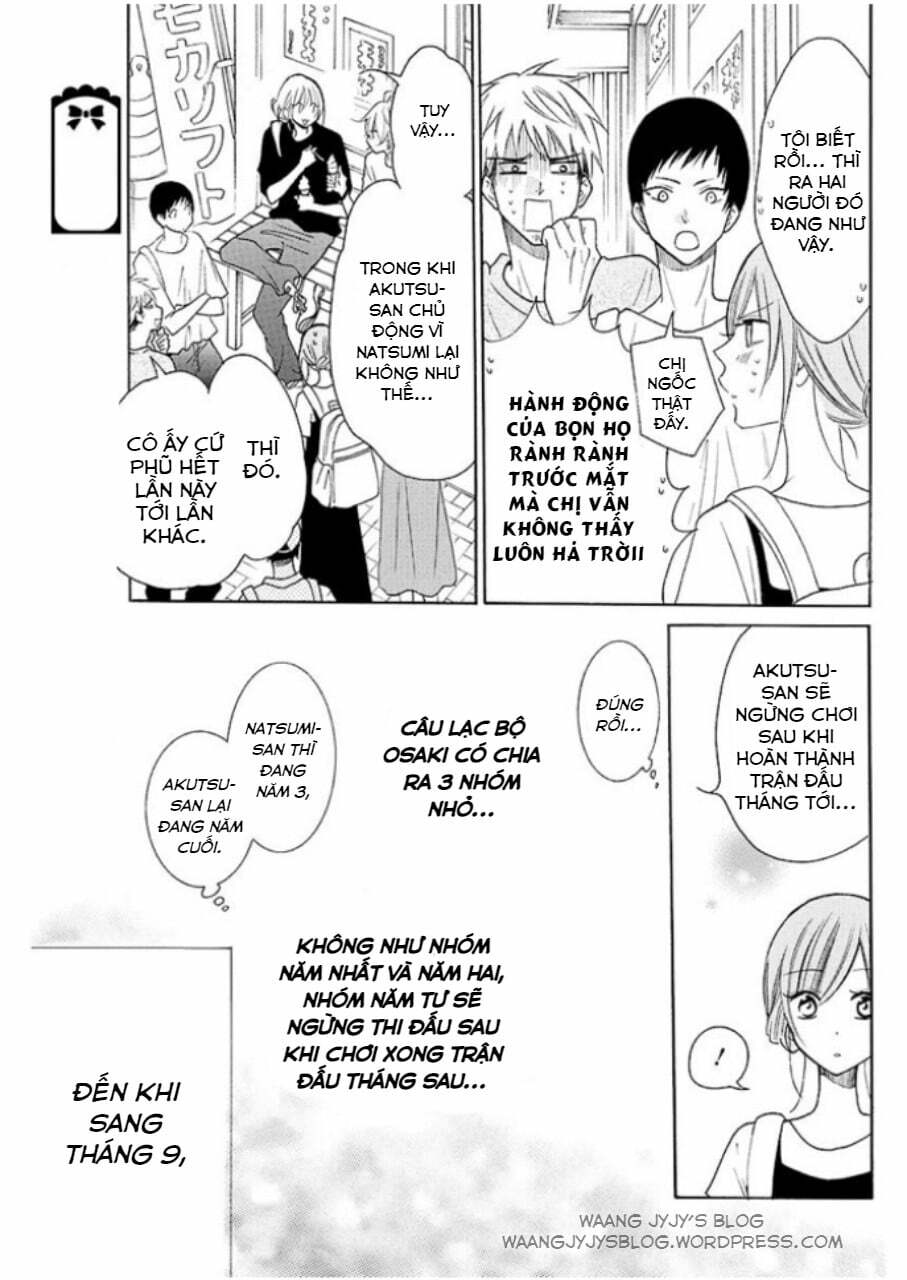 TÔI BIẾT
RỒI... THÌ
RA HAI
NGƯỜI ĐÓ
ĐANG NHƯ
VẬY.
CHỊ
NGỐC
THẬT
ĐẤY.
HÀNH ĐỘNG
CỦA BỌN HỌ
RÀNH RÀNH
TRƯỚC MẮT
MÀ CHỊ VẪN
KHÔNG THẤY
LUÔN HẢ TRỜI!
TUY
VẬY...
TRONG KHI
AKUTSU-
SAN CHỦ
ĐỘNG VÌ
NATSUMI LẠI
KHÔNG NHƯ
THẾ...
THÌ
ĐÓ.
CÔ ẤY CỨ
PHŨ HẾT
LẦN NÀY
TỚI LẦN
KHÁC.
モカソフト
AKUTSU-
SAN SẼ
NGỪNG CHƠI
SAU KHI
HOÀN THÀNH
TRẬN ĐẤU
THÁNG TỚI...
!
ĐÚNG
RỒI...
CÂU LẠC BỘ
OSAKI CÓ CHIA
RA 3 NHÓM
NHỎ...
NATSUMI-
SAN THÌ
ĐANG
NĂM 3,
AKUTSU-
SAN LẠI
ĐANG NĂM
CUỐI.
KHÔNG NHƯ NHÓM
NĂM NHẤT VÀ NĂM HAI,
NHÓM NĂM TƯ SẼ
NGỪNG THI ĐẤU SAU
KHI CHƠI XONG TRẬN
ĐẤU THÁNG SAU...
ĐẾN KHI
SANG
THÁNG 9,
WAANG JYJY'S BLOG
WAANGJYJYSBLOG.WORDPRESS.COM